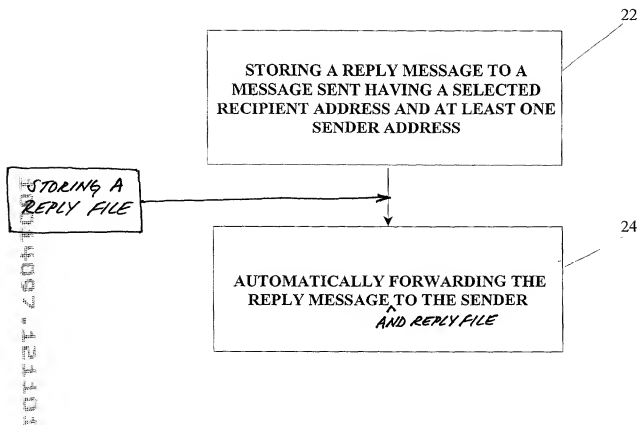 22
STORING A REPLY MESSAGE TO A
MESSAGE SENT HAVING A SELECTED
RECIPIENT ADDRESS AND AT LEAST ONE
SENDER ADDRESS
STORING A
REPLY FILE
24
AUTOMATICALLY FORWARDING THE
REPLY MESSAGE TO THE SENDER
^
AND REPLY FILE